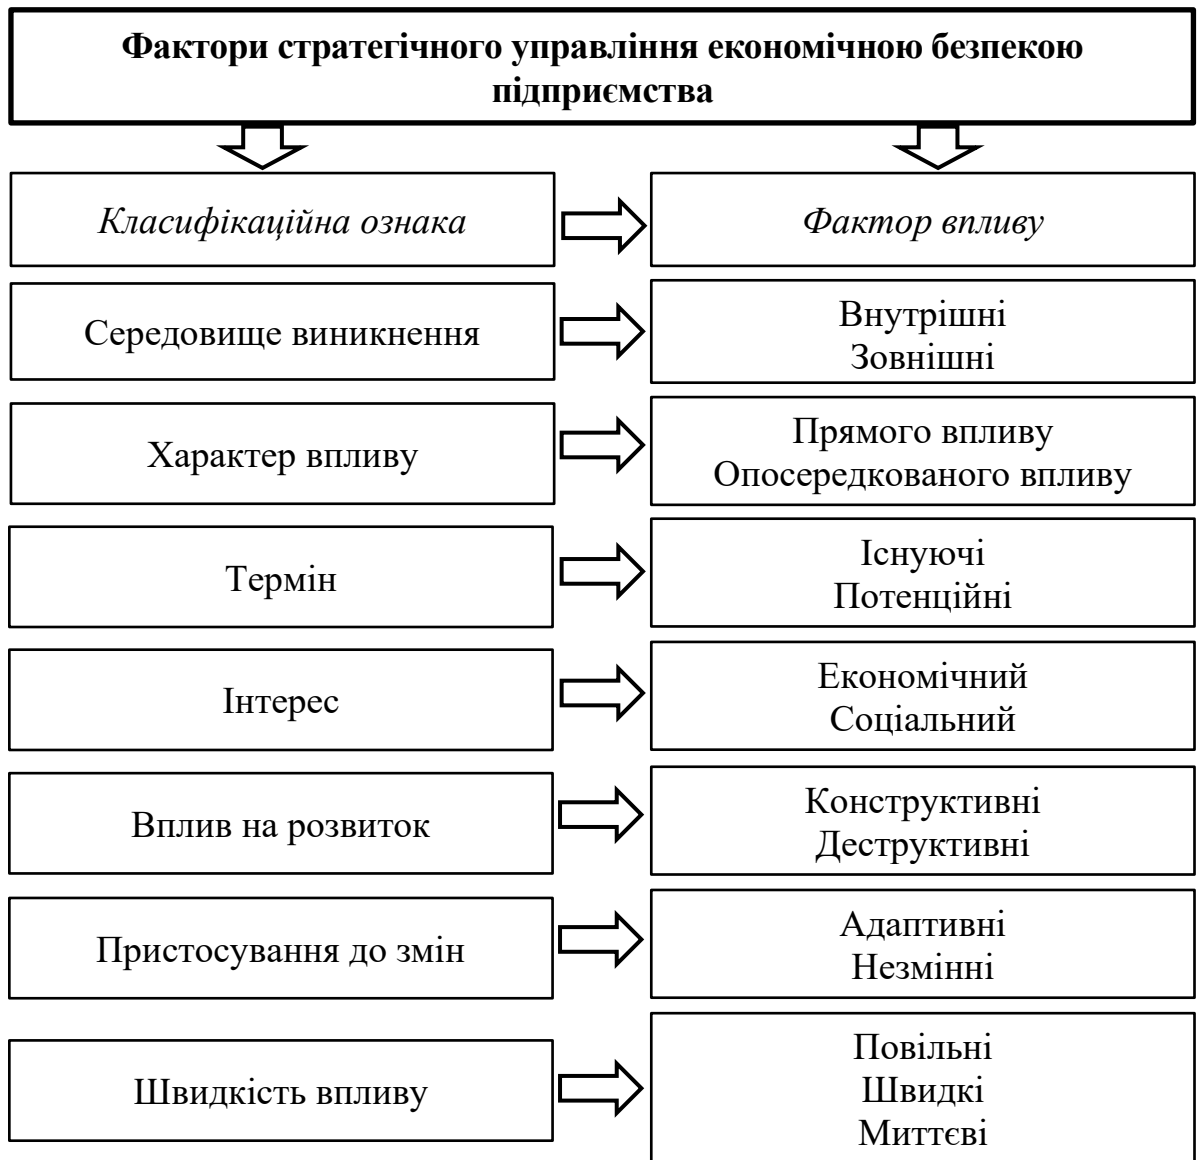 Фактори стратегічного управління економічною безпекою
підприємства
Класифікаційна ознака
Фактор впливу
Середовище виникнення
Внутрішні
Зовнішні
Характер впливу
Прямого впливу
Опосередкованого впливу
Термін
Існуючі
Потенційні
Інтерес
Економічний
Соціальний
Вплив на розвиток
Конструктивні
Деструктивні
Пристосування до змін
Адаптивні
Незмінні
Швидкість впливу
Повільні
Швидкі
Миттєві